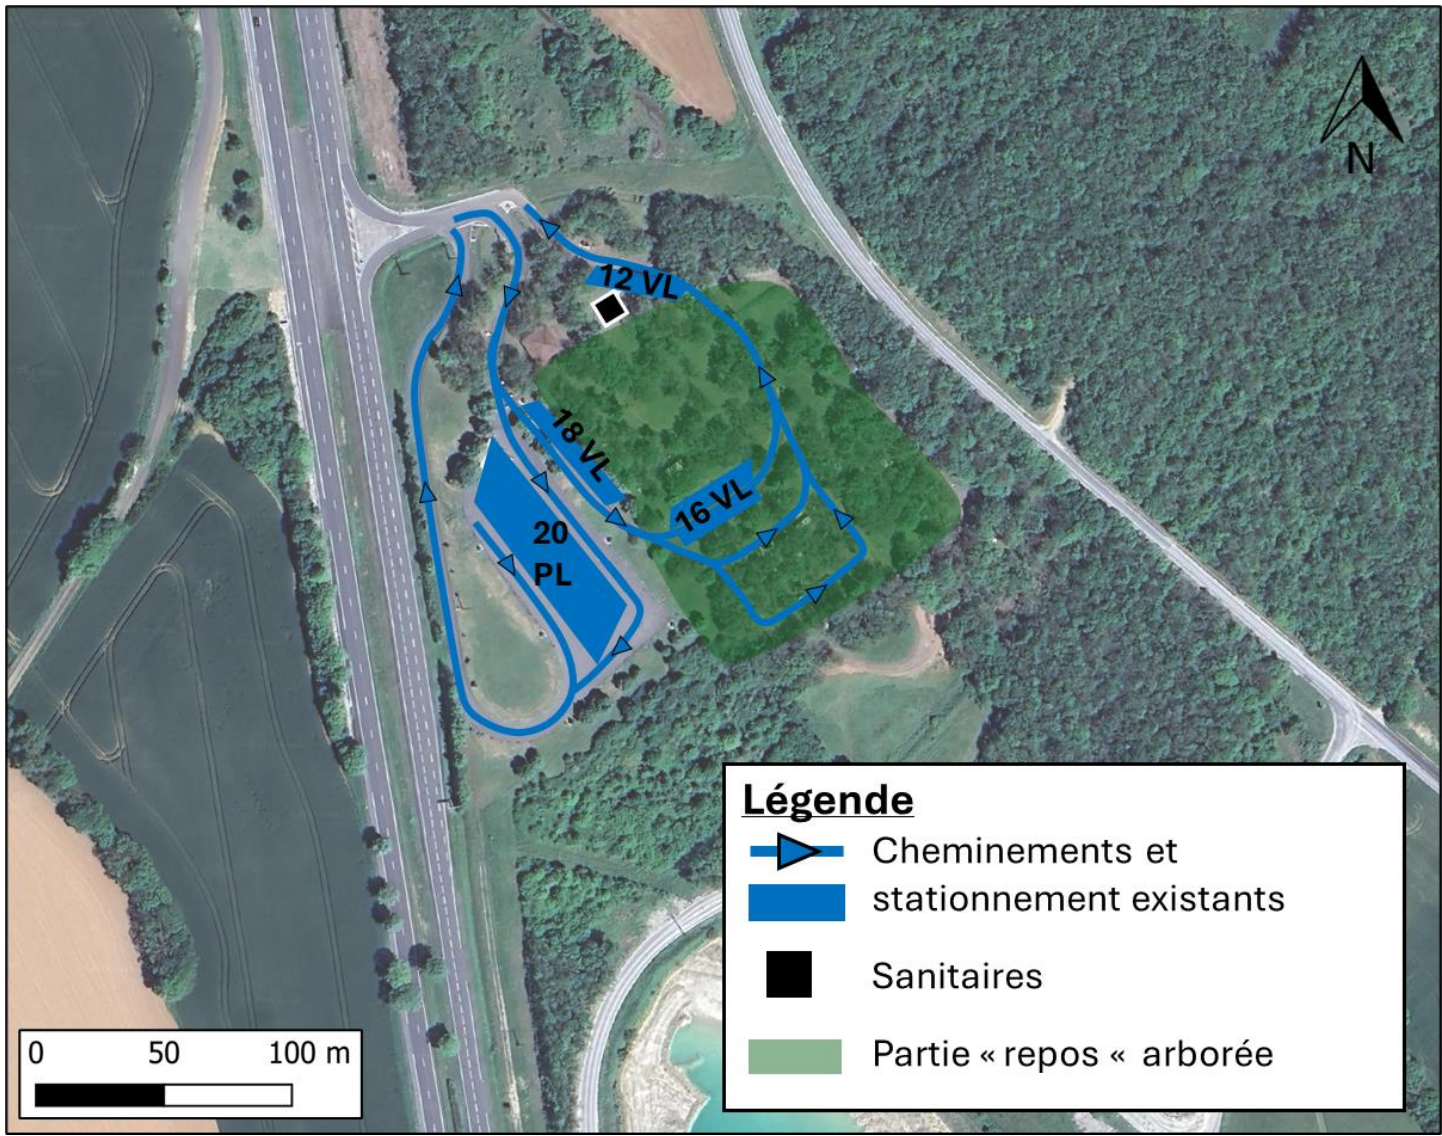 N
12 VL
18 VL
16 VL
20
PL
Légende
Cheminements et
stationnement existants
Sanitaires
Partie « repos « arborée
0 50 100 m